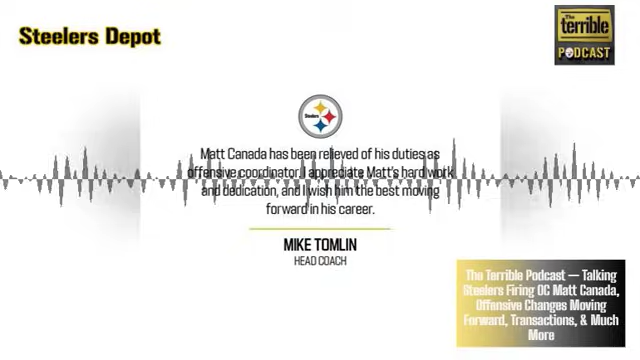 Steelers Depot
The
terrible
PODCAST
Steelers
Matt Canada has been relieved of his duties as
offensive coordinator. I appreciate Matt's hard work
and dedication, and I wish him the best moving
forward in his career.
MIKE TOMLIN
HEAD COACH
The Terrible Podcast — Talking
Steelers Firing OC Matt Canada,
Offensive Changes Moving
Forward, Transactions, & Much
More